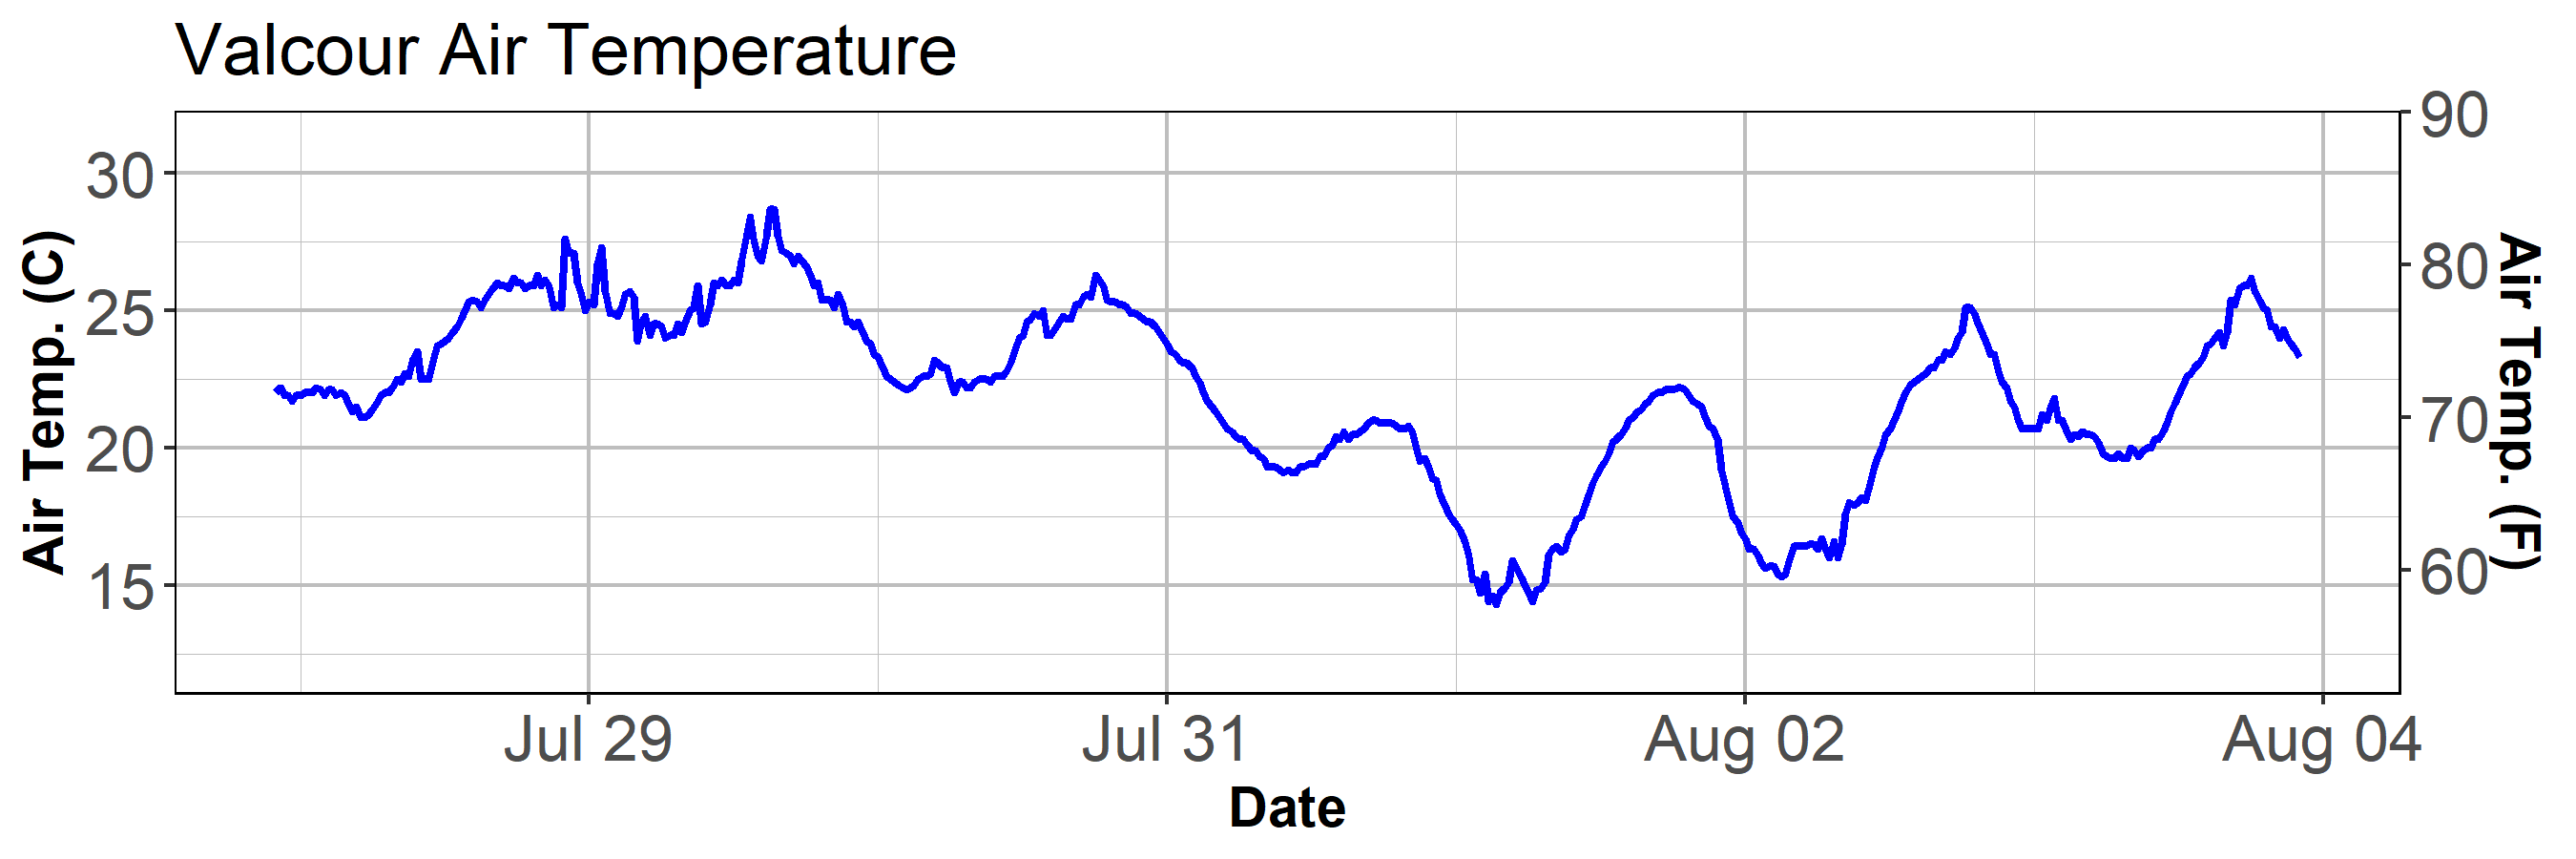 Valcour Air Temperature
Air Temp. (C)
30
25
20
15
90
80
70
60
Air Temp. (F)
Jul 29
Jul 31
Aug 02
Aug 04
Date